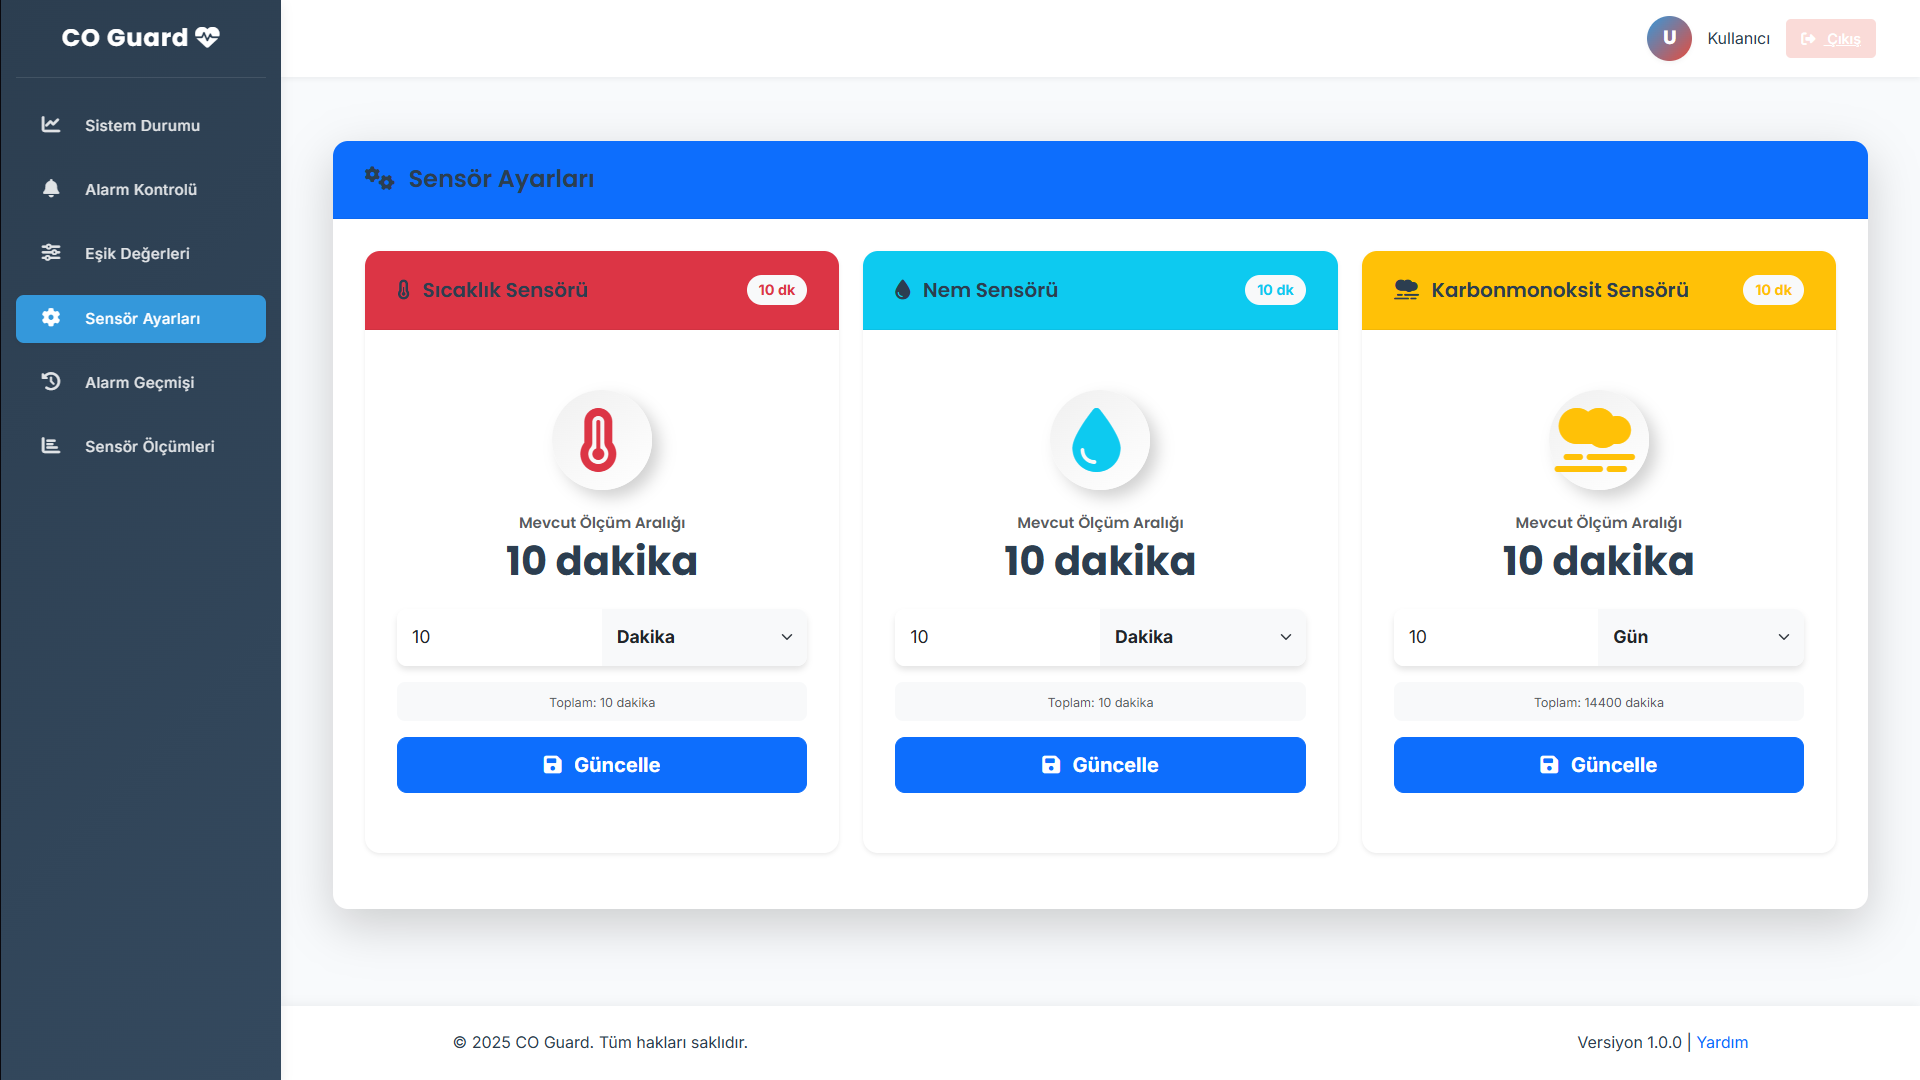 CO Guard
U
Kullanıcı
Çıkış
Sistem Durumu
Alarm Kontrolü
Eşik Değerleri
Sensör Ayarları
Alarm Geçmişi
Sensör Ölçümleri
Sensör Ayarları
Sıcaklık Sensörü
10 dk
Mevcut Ölçüm Aralığı
10 dakika
10
Dakika
Toplam: 10 dakika
Güncelle
Nem Sensörü
10 dk
Mevcut Ölçüm Aralığı
10 dakika
10
Dakika
Toplam: 10 dakika
Güncelle
Karbonmonoksit Sensörü
10 dk
Mevcut Ölçüm Aralığı
10 dakika
10
Gün
Toplam: 14400 dakika
Güncelle
© 2025 CO Guard. Tüm hakları saklıdır.
Versiyon 1.0.0 | Yardım